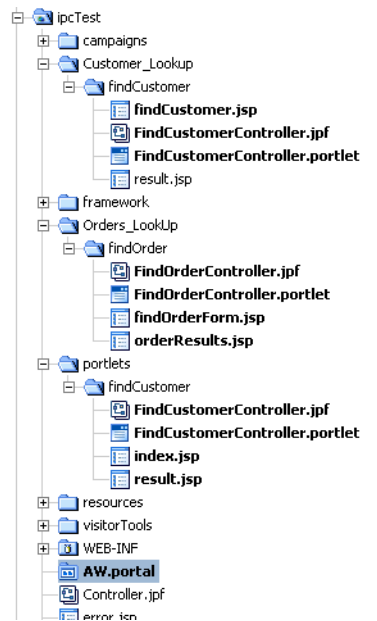 ipcTest
campaigns
Customer_Lookup
findCustomer
findCustomer.jsp
FindCustomerController.jpf
FindCustomerController.portlet
result.jsp
framework
Orders_LookUp
findOrder
FindOrderController.jpf
FindOrderController.portlet
findOrderForm.jsp
orderResults.jsp
portlets
findCustomer
FindCustomerController.jpf
FindCustomerController.portlet
index.jsp
result.jsp
resources
visitorTools
WEB-INF
AW.portal
Controller.jpf
error.jsp